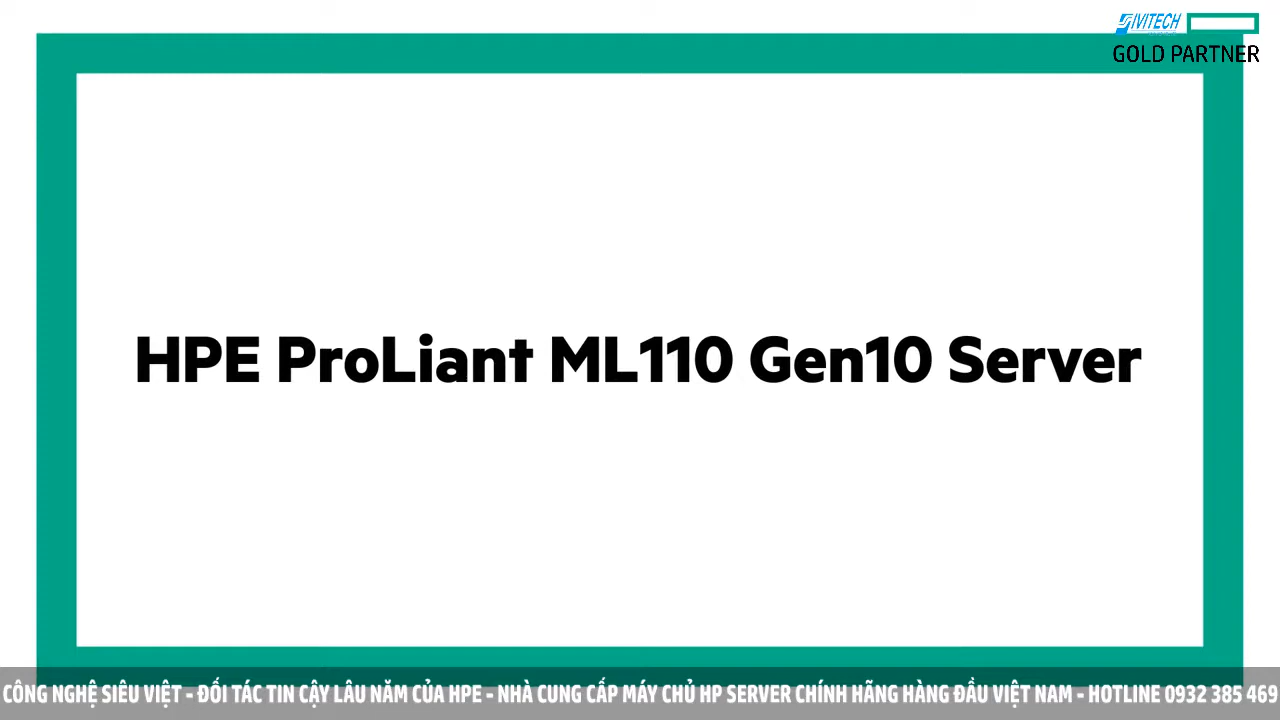 SIVITECH
GOLD PARTNER
HPE ProLiant ML110 Gen10 Server
CÔNG NGHỆ SIÊU VIỆT - ĐỐI TÁC TIN CẬY LÂU NĂM CỦA HPE - NHÀ CUNG CẤP MÁY CHỦ HP SERVER CHÍNH HÃNG HÀNG ĐẦU VIỆT NAM - HOTLINE 0932 385 469